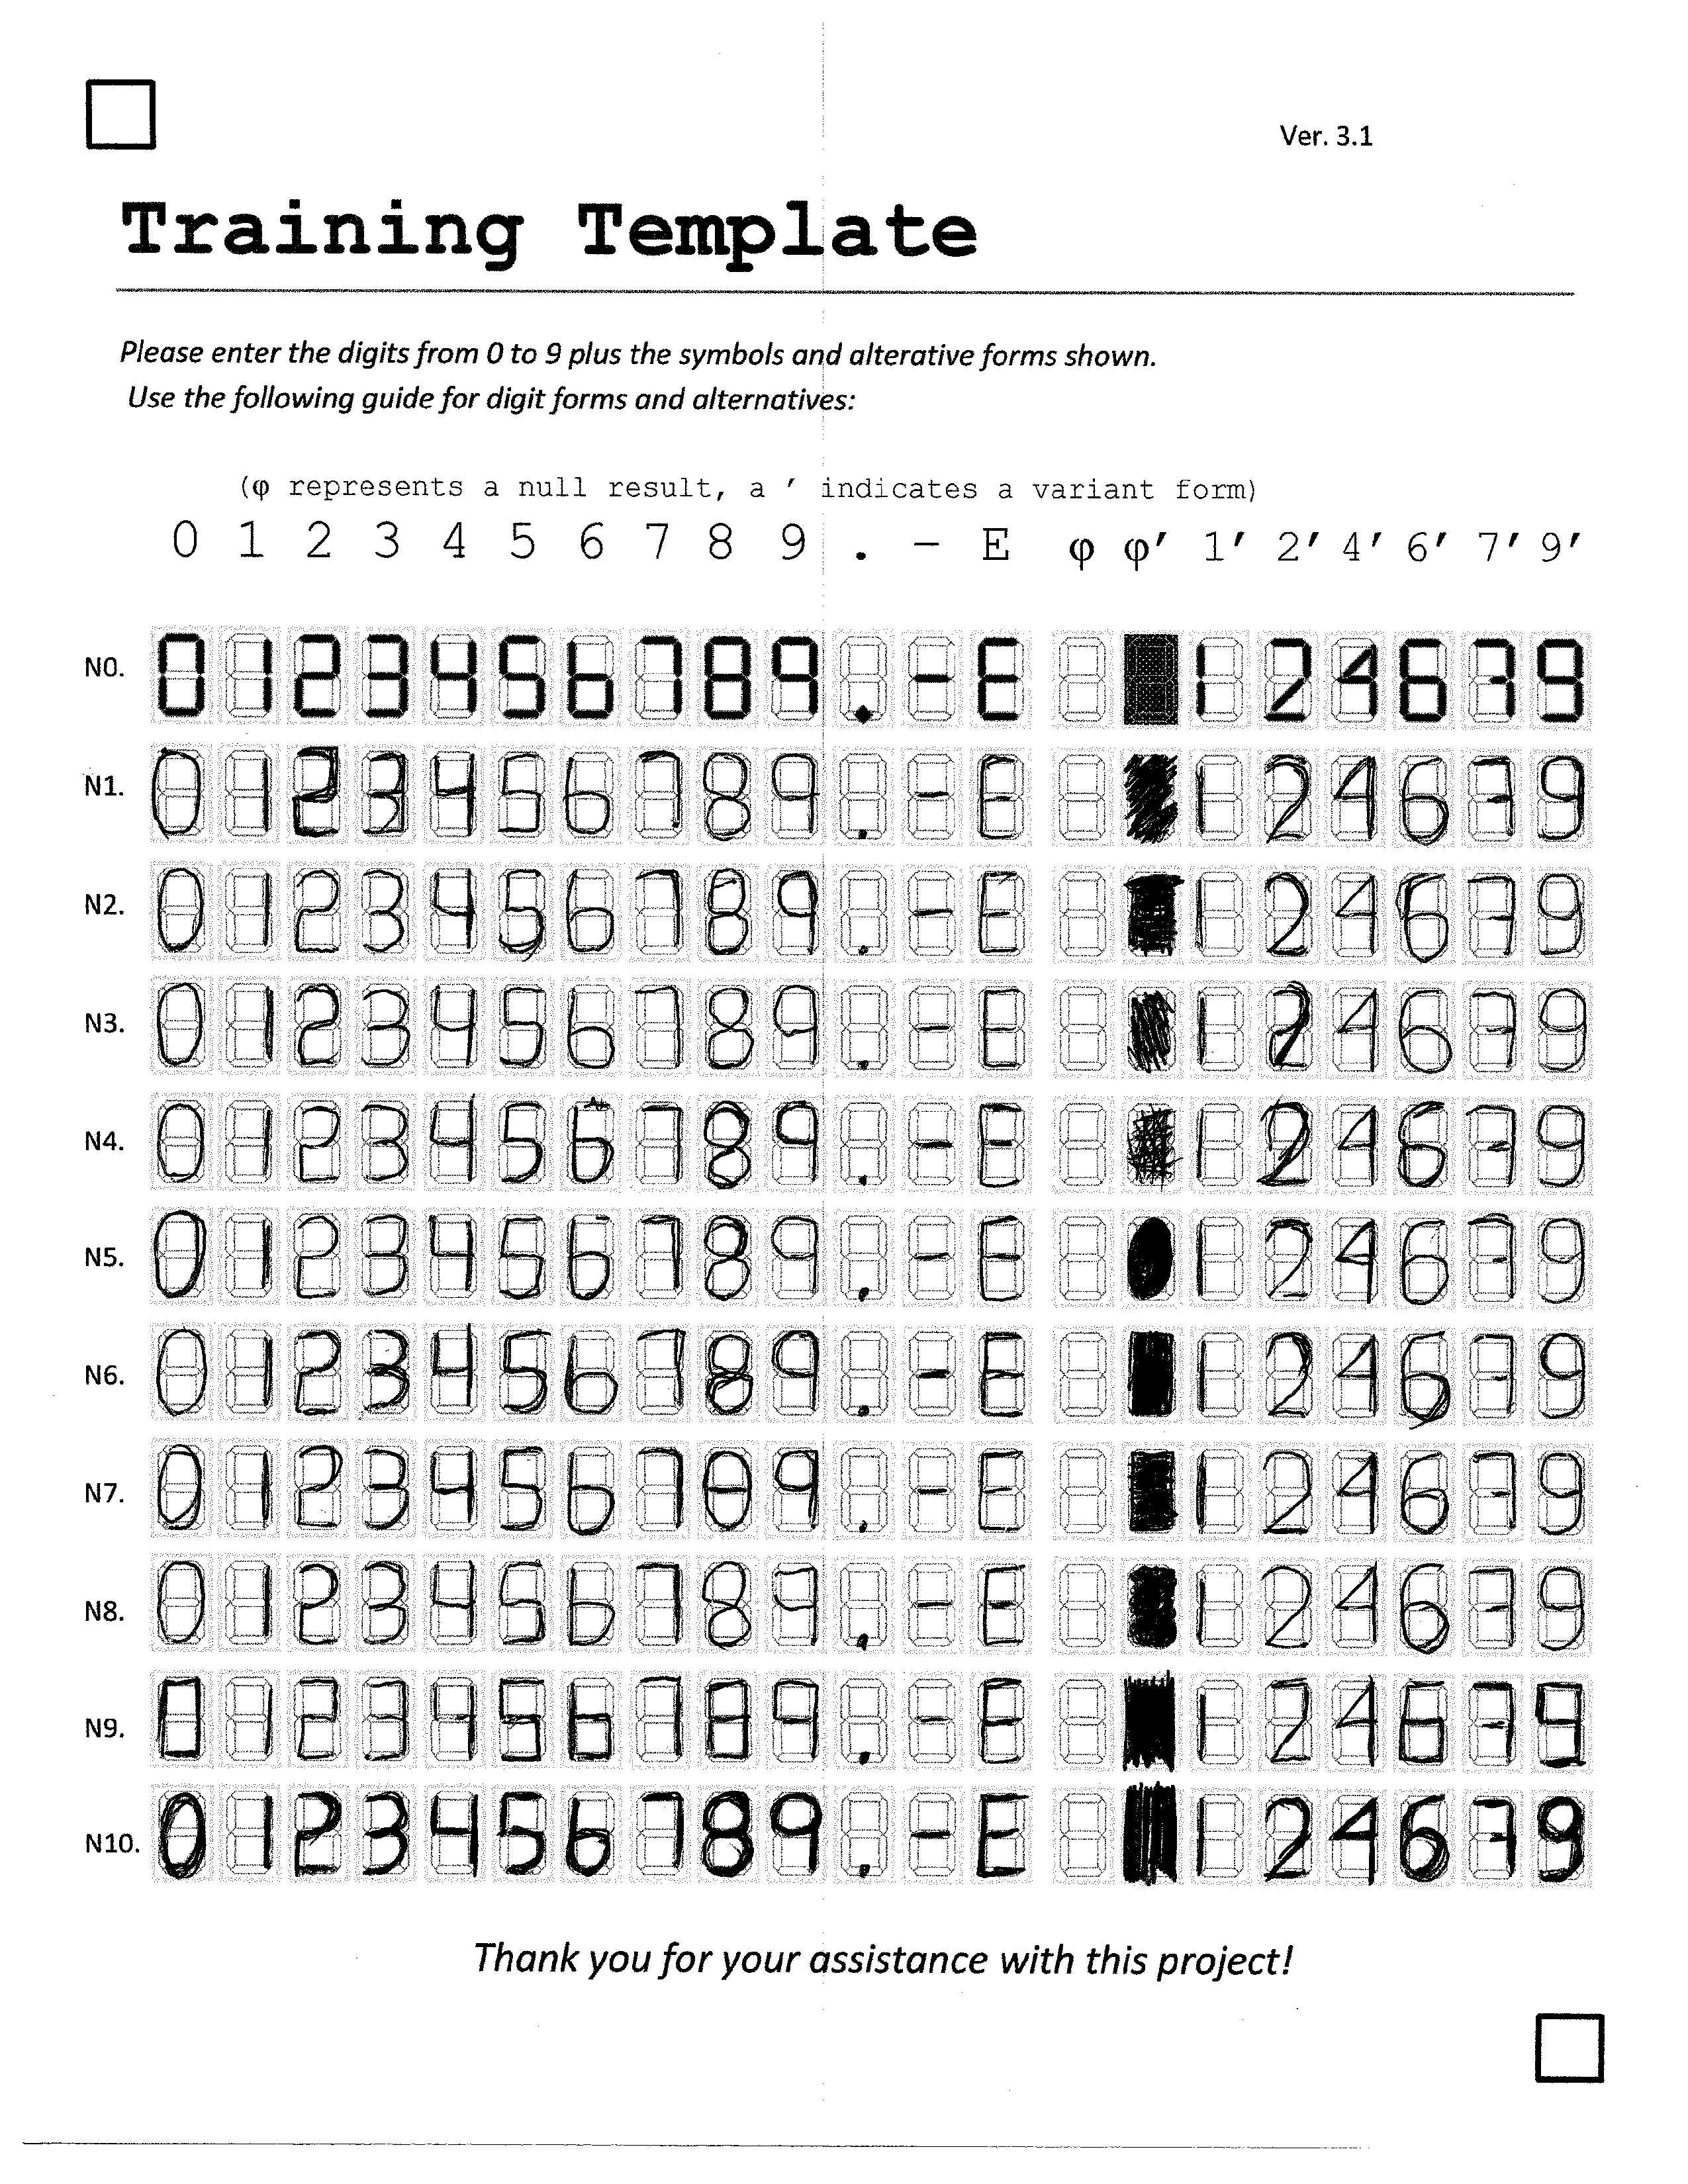 Ver. 3.1
Training Template
Please enter the digits from 0 to 9 plus the symbols and alterative forms shown.
Use the following guide for digit forms and alternatives:
(φ represents a null result, a ′ indicates a variant form)
0 1 2 3 4 5 6 7 8 9 . - E φ φ′ 1′ 2′ 4′ 6′ 7′ 9′
N0. 0 1 2 3 4 5 6 7 8 9 . - E 1 2 4 6 7 9
N1. 0 1 2 3 4 5 6 7 8 9 . - E 1 2 4 6 7 9
N2. 0 1 2 3 4 5 6 7 8 9 . - E 1 2 4 6 7 9
N3. 0 1 2 3 4 5 6 7 8 9 . - E 1 2 4 6 7 9
N4. 0 1 2 3 4 5 6 7 8 9 . - E 1 2 4 6 7 9
N5. 0 1 2 3 4 5 6 7 8 9 . - E 1 2 4 6 7 9
N6. 0 1 2 3 4 5 6 7 8 9 . - E 1 2 4 6 7 9
N7. 0 1 2 3 4 5 6 7 8 9 . - E 1 2 4 6 7 9
N8. 0 1 2 3 4 5 6 7 8 9 . - E 1 2 4 6 7 9
N9. 0 1 2 3 4 5 6 7 8 9 . - E 1 2 4 6 7 9
N10. 0 1 2 3 4 5 6 7 8 9 . - E 1 2 4 6 7 9
Thank you for your assistance with this project!